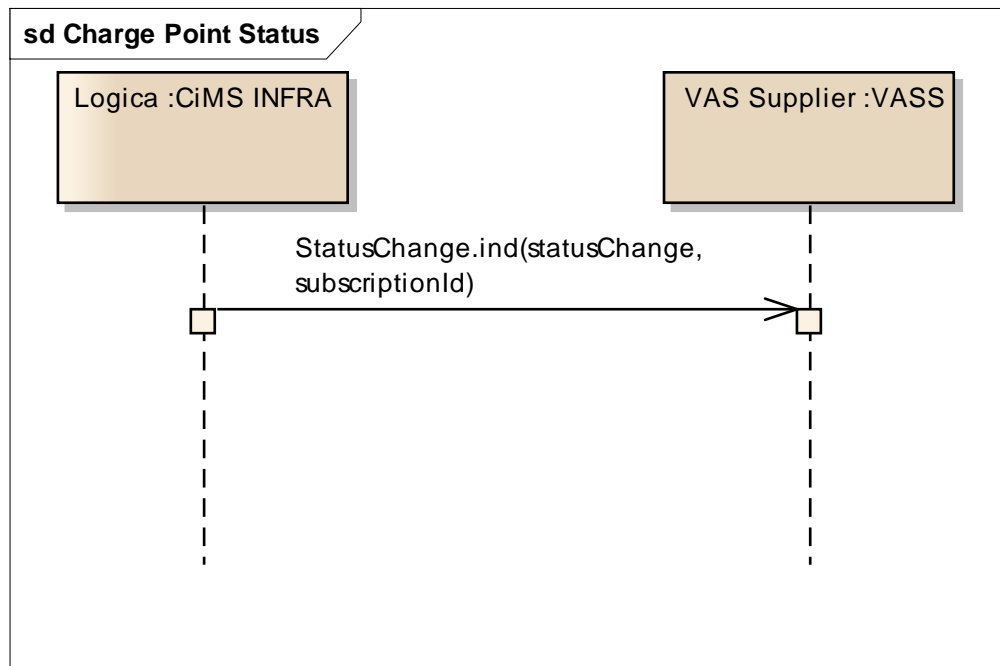 sd Charge Point Status
Logica :CiMS INFRA
VAS Supplier :VASS
StatusChange.ind(statusChange,
subscriptionId)